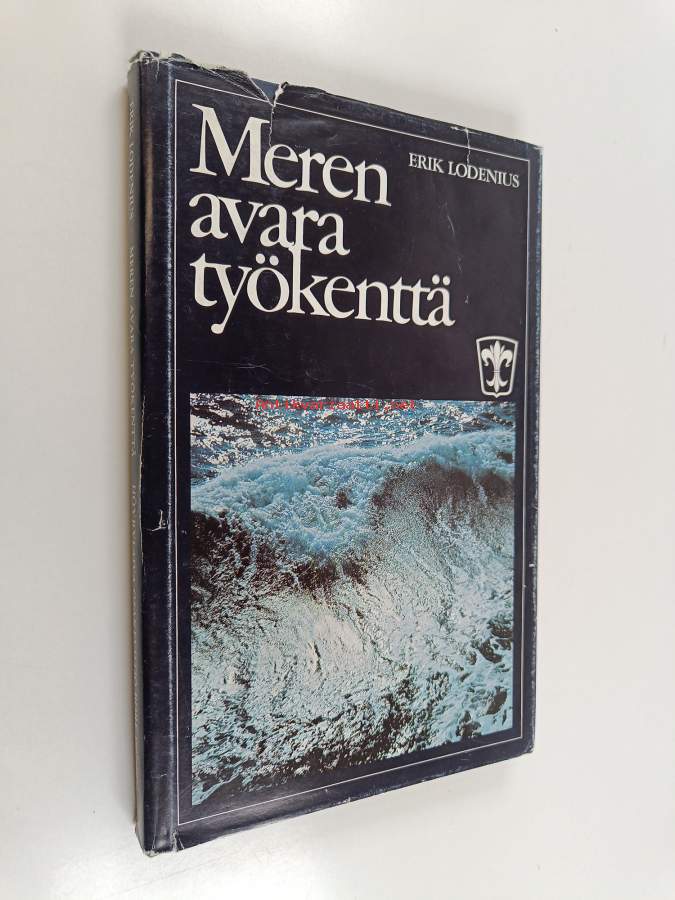 Meren
avara
työkenttä
ERIK LODENIUS
ERIK LODENIUS MEREN AVARA TYÖKENTTÄ